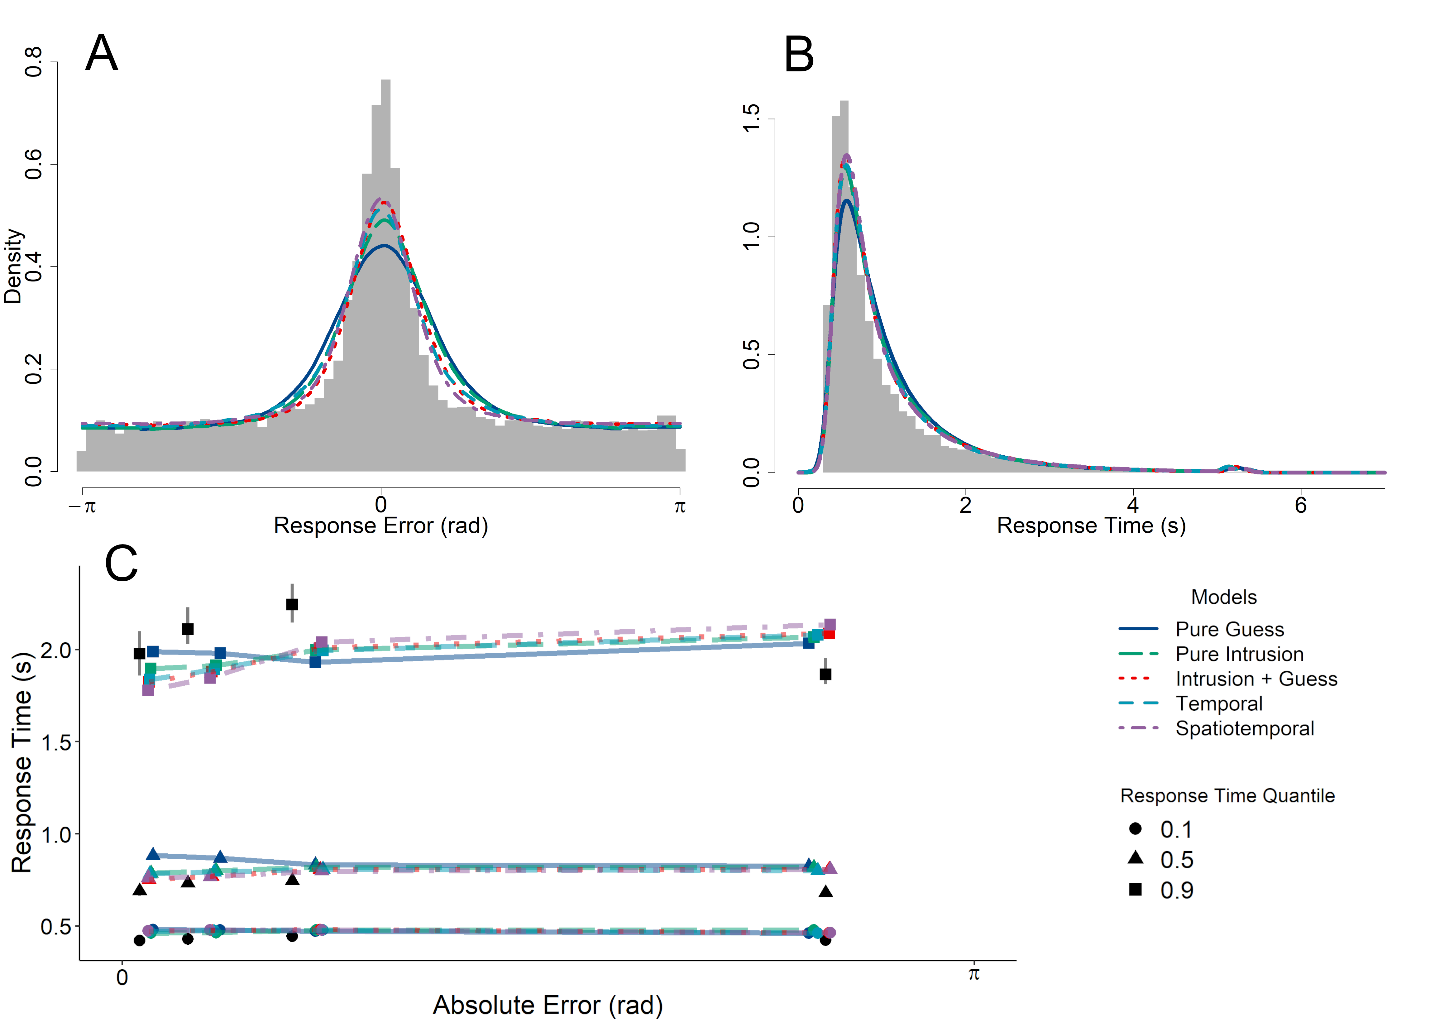 A
0.8
0.6
0.4
0.2
0.0
Density
−π
0
π
Response Error (rad)
B
1.5
1.0
0.5
0.0
0
2
4
6
Response Time (s)
C
2.0
1.5
1.0
0.5
Response Time (s)
0
π
Absolute Error (rad)
Models
Pure Guess
Pure Intrusion
Intrusion + Guess
Temporal
Spatiotemporal
Response Time Quantile
0.1
0.5
0.9